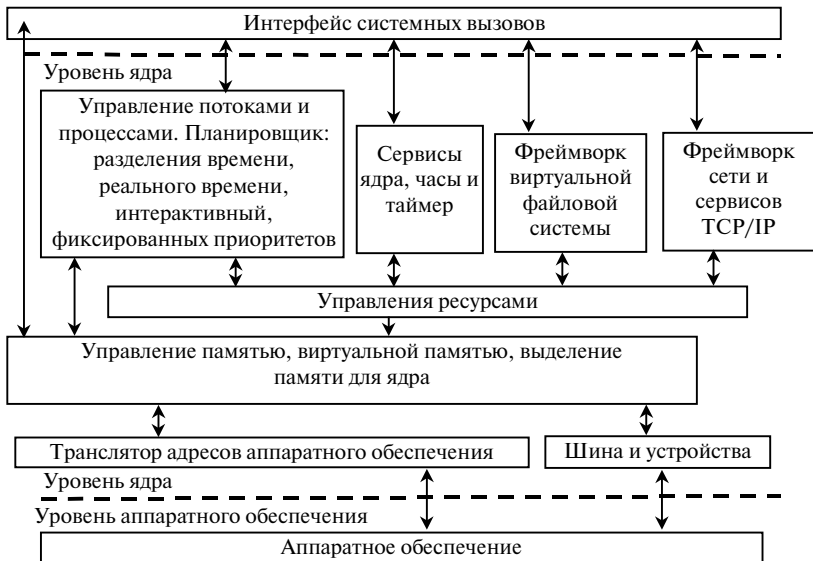 Интерфейс системных вызовов
Уровень ядра
Управление потоками и
процессами. Планировщик:
разделения времени,
реального времени,
интерактивный,
фиксированных приоритетов
Сервисы
ядра, часы и
таймер
Фреймворк
виртуальной
файловой
системы
Фреймворк
сети и
сервисов
TCP/IP
Управления ресурсами
Управление памятью, виртуальной памятью, выделение
памяти для ядра
Транслятор адресов аппаратного обеспечения
Шина и устройства
Уровень ядра
Уровень аппаратного обеспечения
Аппаратное обеспечение